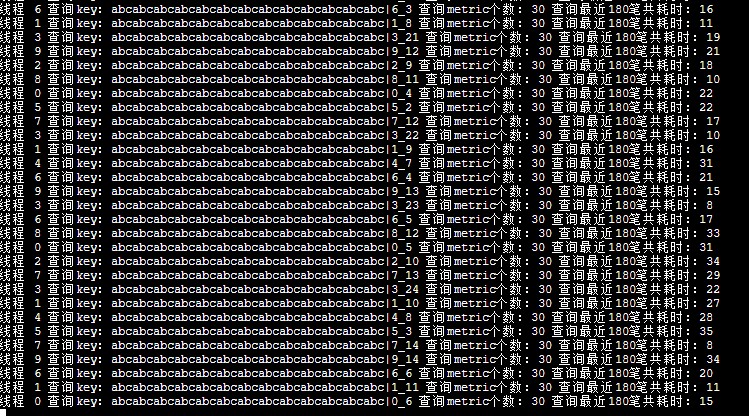 线程 6 查询key: abcabcabcabcabcabcabcabcabcabcabcabcabc|6_3 查询metric个数: 30 查询最近180笔共耗时: 16
线程 1 查询key: abcabcabcabcabcabcabcabcabcabcabcabcabc|1_8 查询metric个数: 30 查询最近180笔共耗时: 11
线程 3 查询key: abcabcabcabcabcabcabcabcabcabcabcabcabc|3_21 查询metric个数: 30 查询最近180笔共耗时: 19
线程 9 查询key: abcabcabcabcabcabcabcabcabcabcabcabcabc|9_12 查询metric个数: 30 查询最近180笔共耗时: 21
线程 2 查询key: abcabcabcabcabcabcabcabcabcabcabcabcabc|2_9 查询metric个数: 30 查询最近180笔共耗时: 18
线程 8 查询key: abcabcabcabcabcabcabcabcabcabcabcabcabc|8_11 查询metric个数: 30 查询最近180笔共耗时: 10
线程 0 查询key: abcabcabcabcabcabcabcabcabcabcabcabcabc|0_4 查询metric个数: 30 查询最近180笔共耗时: 22
线程 5 查询key: abcabcabcabcabcabcabcabcabcabcabcabcabc|5_2 查询metric个数: 30 查询最近180笔共耗时: 22
线程 7 查询key: abcabcabcabcabcabcabcabcabcabcabcabcabc|7_12 查询metric个数: 30 查询最近180笔共耗时: 17
线程 3 查询key: abcabcabcabcabcabcabcabcabcabcabcabcabc|3_22 查询metric个数: 30 查询最近180笔共耗时: 10
线程 1 查询key: abcabcabcabcabcabcabcabcabcabcabcabcabc|1_9 查询metric个数: 30 查询最近180笔共耗时: 16
线程 4 查询key: abcabcabcabcabcabcabcabcabcabcabcabcabc|4_7 查询metric个数: 30 查询最近180笔共耗时: 31
线程 6 查询key: abcabcabcabcabcabcabcabcabcabcabcabcabc|6_4 查询metric个数: 30 查询最近180笔共耗时: 21
线程 9 查询key: abcabcabcabcabcabcabcabcabcabcabcabcabc|9_13 查询metric个数: 30 查询最近180笔共耗时: 15
线程 3 查询key: abcabcabcabcabcabcabcabcabcabcabcabcabc|3_23 查询metric个数: 30 查询最近180笔共耗时: 8
线程 6 查询key: abcabcabcabcabcabcabcabcabcabcabcabcabc|6_5 查询metric个数: 30 查询最近180笔共耗时: 17
线程 8 查询key: abcabcabcabcabcabcabcabcabcabcabcabcabc|8_12 查询metric个数: 30 查询最近180笔共耗时: 33
线程 0 查询key: abcabcabcabcabcabcabcabcabcabcabcabcabc|0_5 查询metric个数: 30 查询最近180笔共耗时: 31
线程 2 查询key: abcabcabcabcabcabcabcabcabcabcabcabcabc|2_10 查询metric个数: 30 查询最近180笔共耗时: 34
线程 7 查询key: abcabcabcabcabcabcabcabcabcabcabcabcabc|7_13 查询metric个数: 30 查询最近180笔共耗时: 29
线程 3 查询key: abcabcabcabcabcabcabcabcabcabcabcabcabc|3_24 查询metric个数: 30 查询最近180笔共耗时: 22
线程 1 查询key: abcabcabcabcabcabcabcabcabcabcabcabcabc|1_10 查询metric个数: 30 查询最近180笔共耗时: 27
线程 4 查询key: abcabcabcabcabcabcabcabcabcabcabcabcabc|4_8 查询metric个数: 30 查询最近180笔共耗时: 28
线程 5 查询key: abcabcabcabcabcabcabcabcabcabcabcabcabc|5_3 查询metric个数: 30 查询最近180笔共耗时: 35
线程 7 查询key: abcabcabcabcabcabcabcabcabcabcabcabcabc|7_14 查询metric个数: 30 查询最近180笔共耗时: 8
线程 9 查询key: abcabcabcabcabcabcabcabcabcabcabcabcabc|9_14 查询metric个数: 30 查询最近180笔共耗时: 34
线程 6 查询key: abcabcabcabcabcabcabcabcabcabcabcabcabc|6_6 查询metric个数: 30 查询最近180笔共耗时: 20
线程 1 查询key: abcabcabcabcabcabcabcabcabcabcabcabcabc|1_11 查询metric个数: 30 查询最近180笔共耗时: 11
线程 0 查询key: abcabcabcabcabcabcabcabcabcabcabcabcabc|0_6 查询metric个数: 30 查询最近180笔共耗时: 15